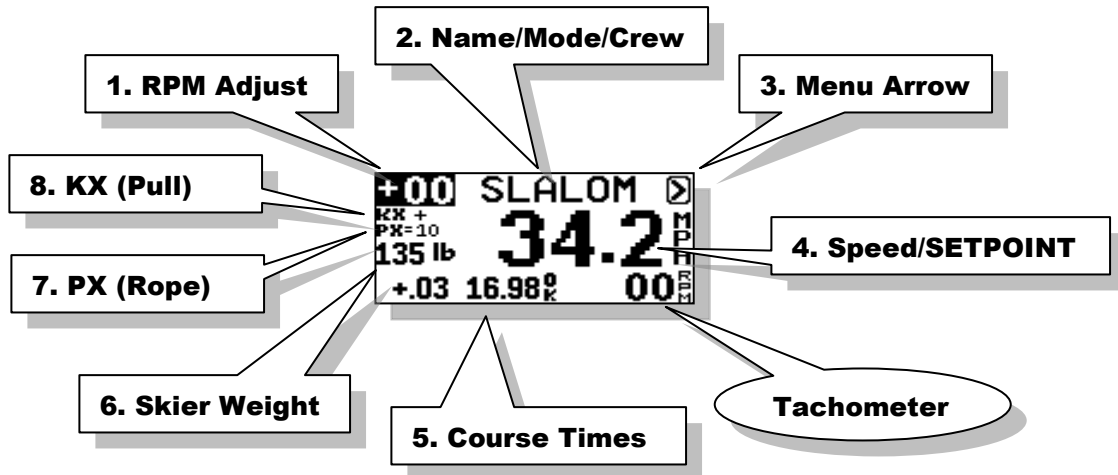 2. Name/Mode/Crew
1. RPM Adjust
3. Menu Arrow
8. KX (Pull)
+00 SLALOM >
KX +
PX=10
34.2 MPH
4. Speed/SETPOINT
135 lb
7. PX (Rope)
+.03 16.98 OK 00 RPM
6. Skier Weight
5. Course Times
Tachometer